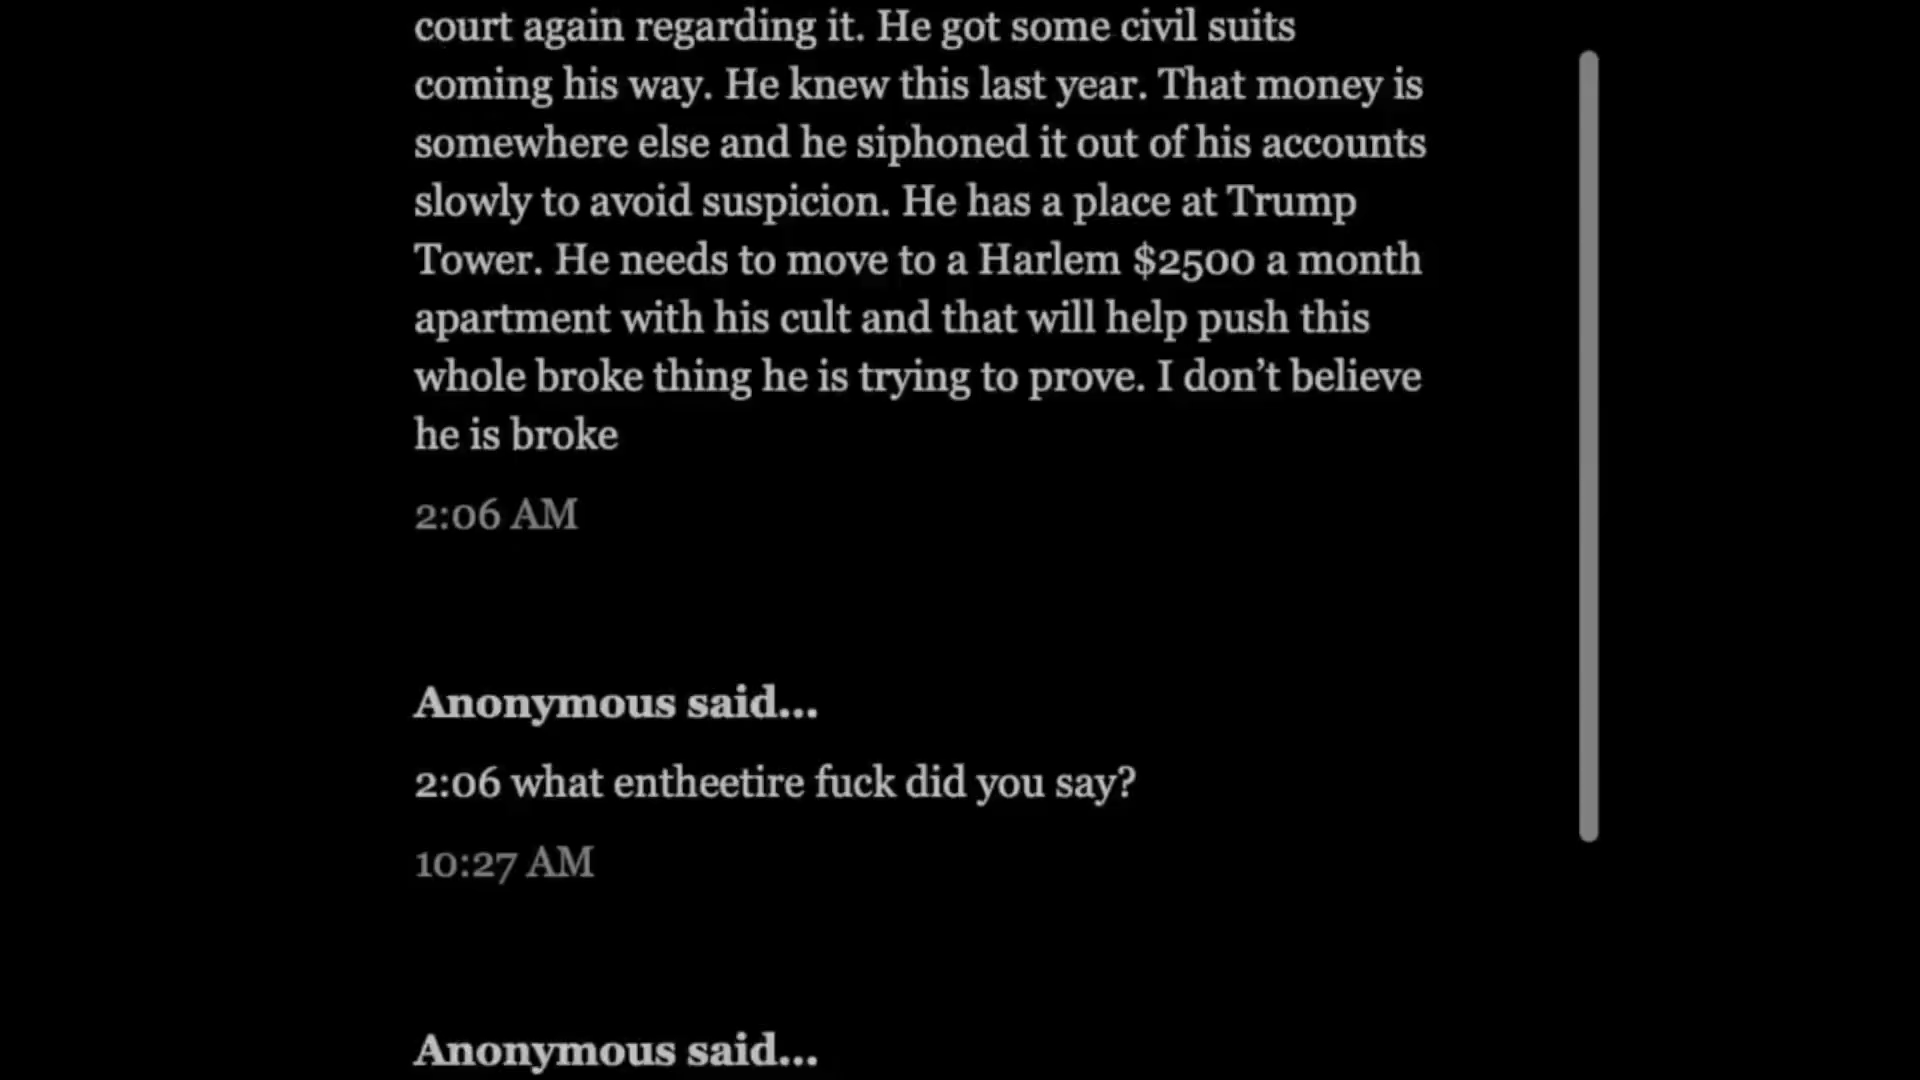 court again regarding it. He got some civil suits
coming his way. He knew this last year. That money is
somewhere else and he siphoned it out of his accounts
slowly to avoid suspicion. He has a place at Trump
Tower. He needs to move to a Harlem $2500 a month
apartment with his cult and that will help push this
whole broke thing he is trying to prove. I don’t believe
he is broke
2:06 AM
Anonymous said...
2:06 what entheetire fuck did you say?
10:27 AM
Anonymous said...